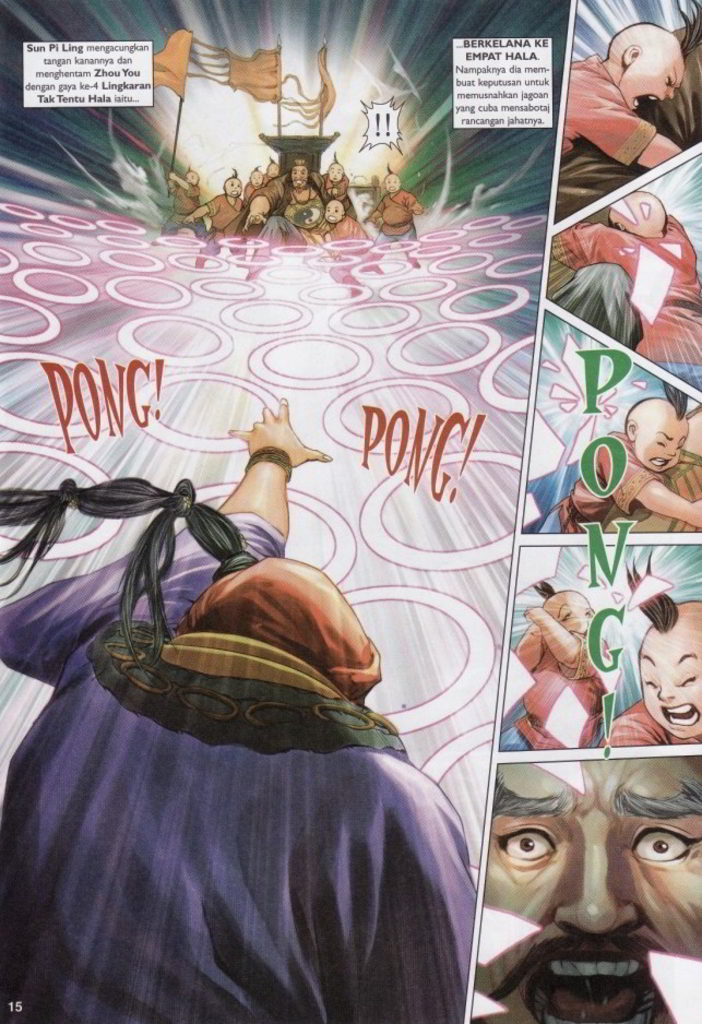 Sun Pi Ling mengacungkan
tangan kanannya dan
menghentam Zhou You
dengan gaya ke-4 Lingkaran
Tak Tentu Hala iaitu...
...BERKELANA KE
EMPAT HALA.
Nampaknya dia mem-
buat keputusan untuk
memusnahkan jagoan
yang cuba mensabotaj
rancangan jahatnya.
!!
PONG!
PONG!
PONG!
15